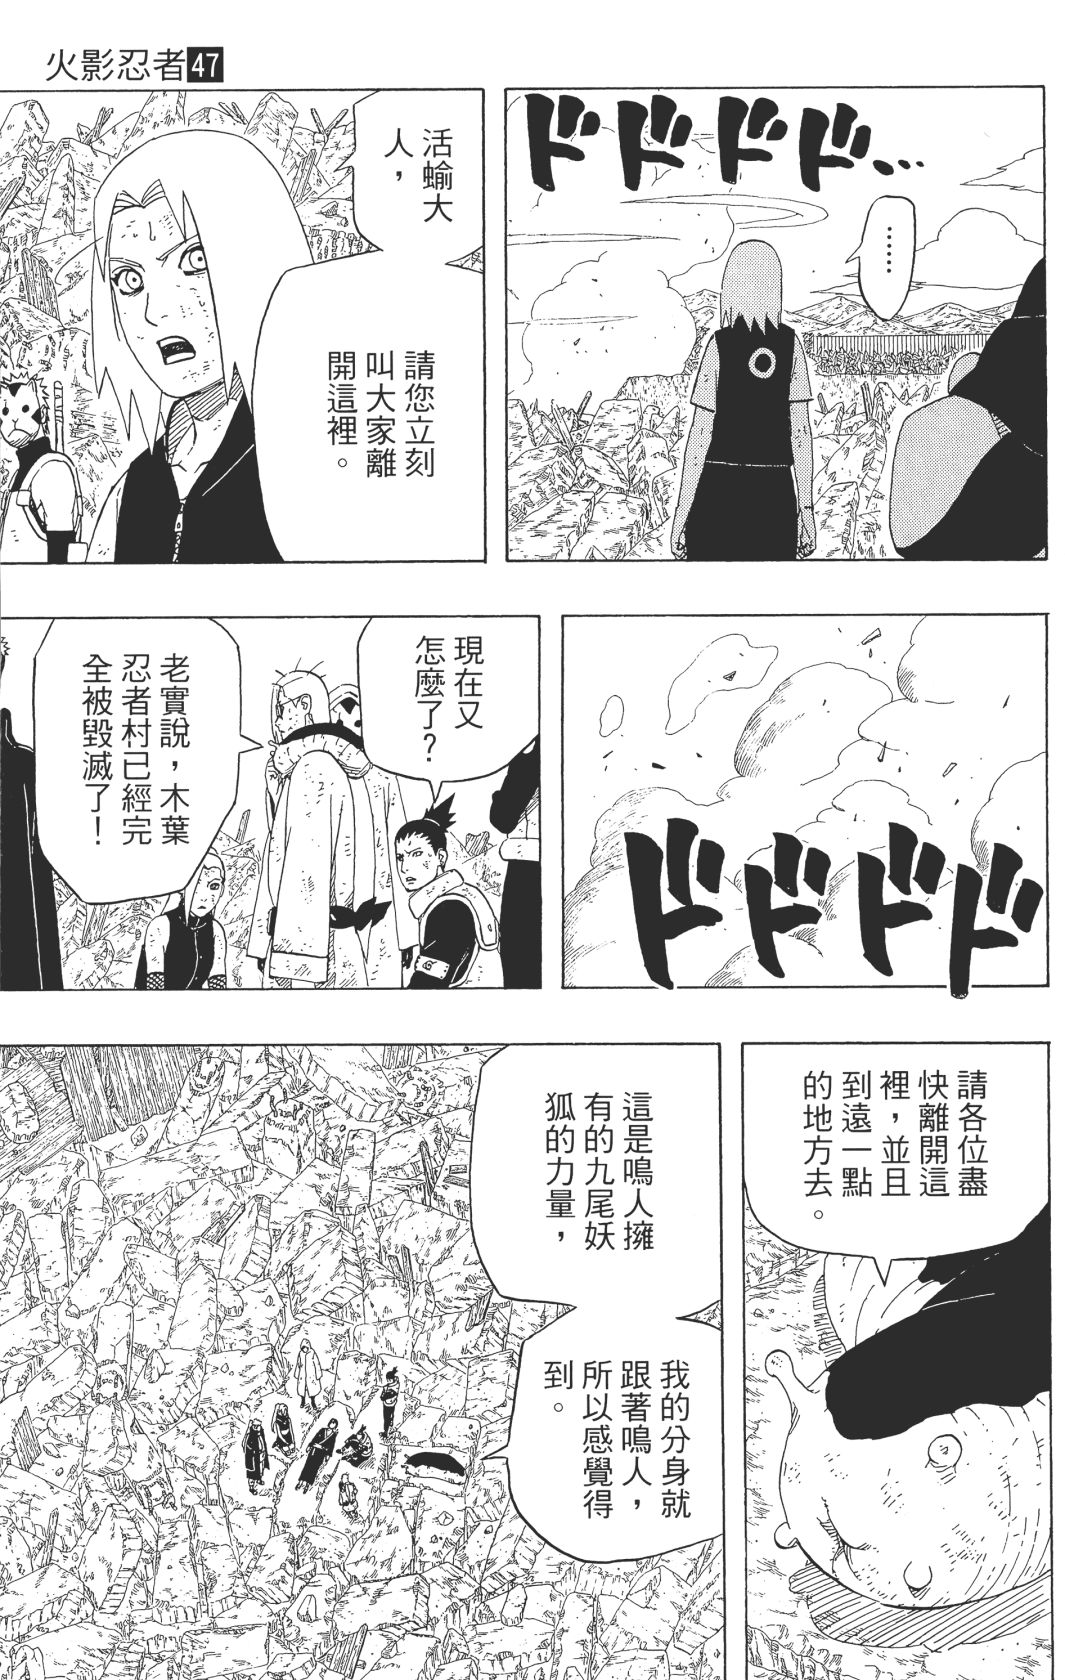 火影忍者47
ドドドド…
……
活蝓大
人，
請您立刻
叫大家離
開這裡。
ドドドド
現在又
怎麼了?
老實說，木葉
忍者村已經完
全被毀滅了!
請各位盡
快離開這
裡，並且
到遠一點
的地方去。
這是鳴人擁
有的九尾妖
狐的力量，
我的分身就
跟著鳴人，
所以感覺得
到。